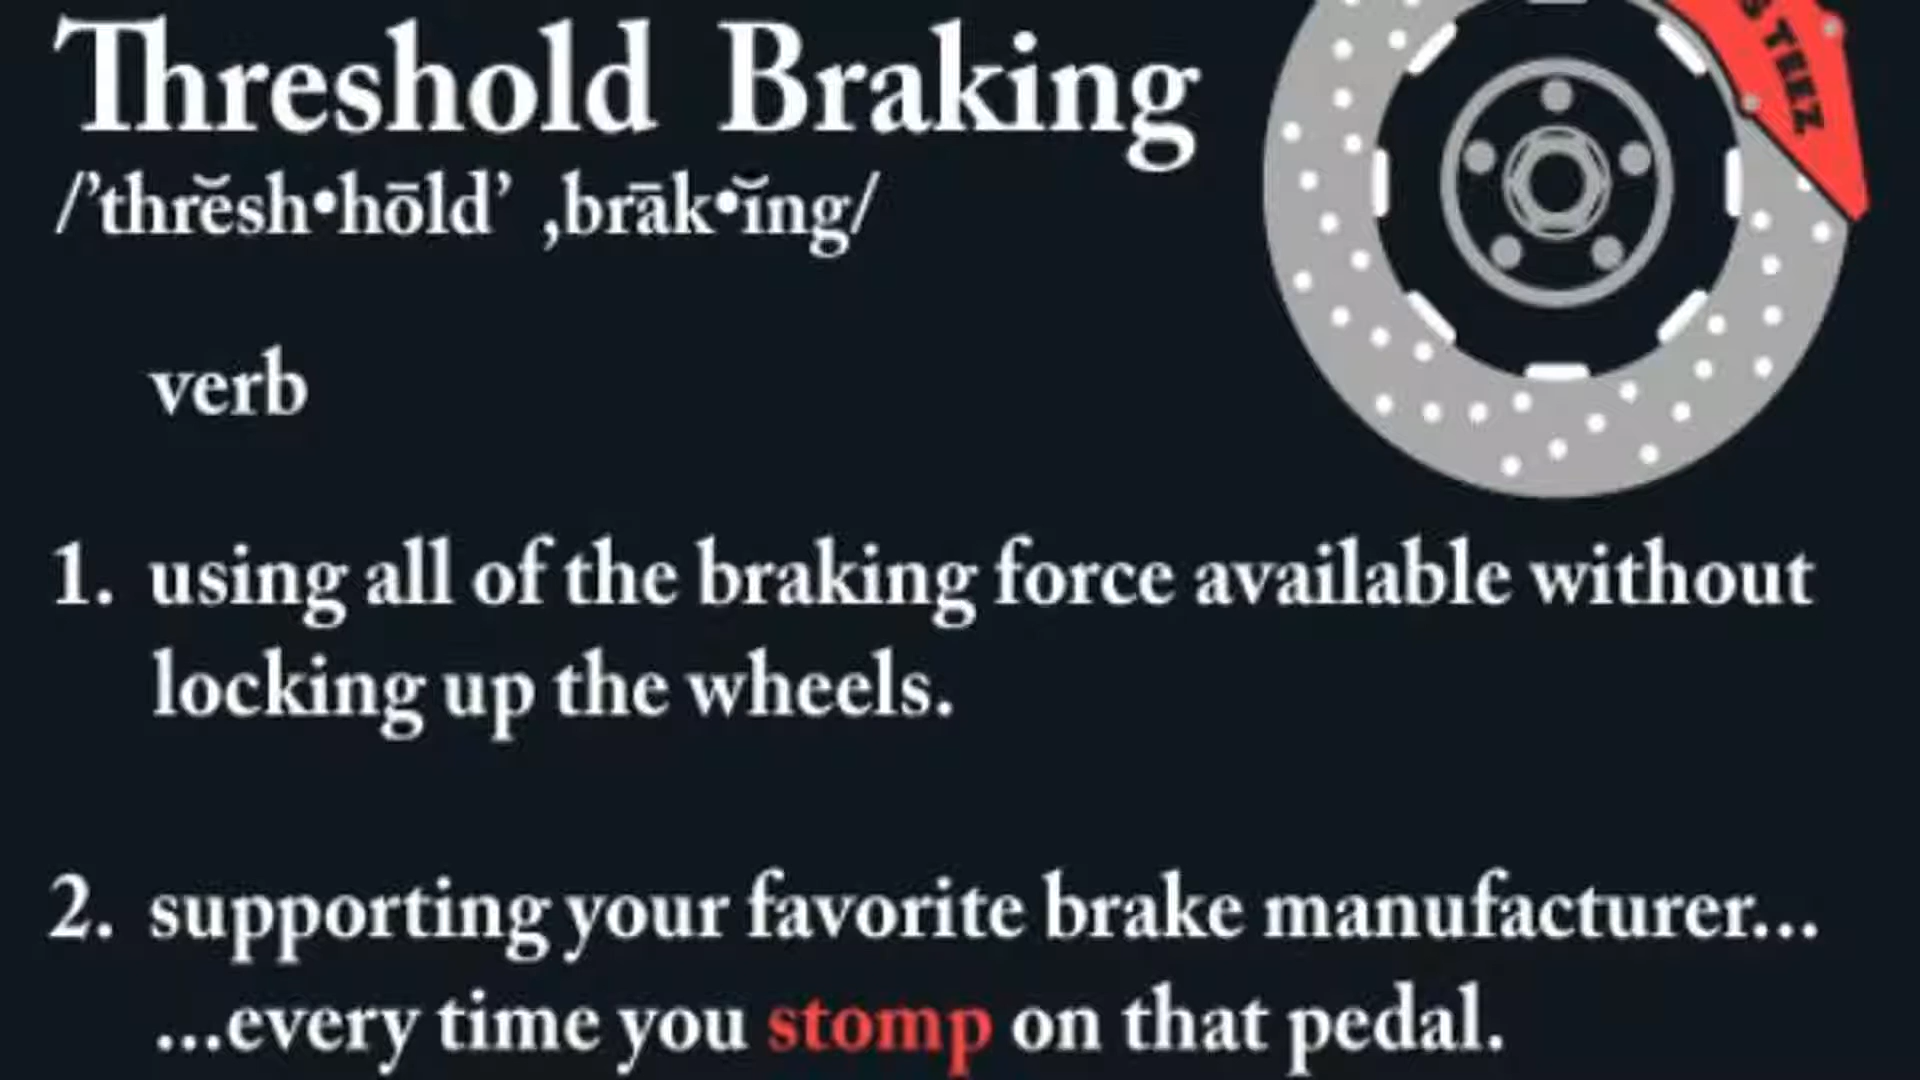 Threshold Braking
/’thrĕsh•hōld’ ,brāk•ĭng/
verb
1. using all of the braking force available without
locking up the wheels.
2. supporting your favorite brake manufacturer...
...every time you stomp on that pedal.
TEEZ